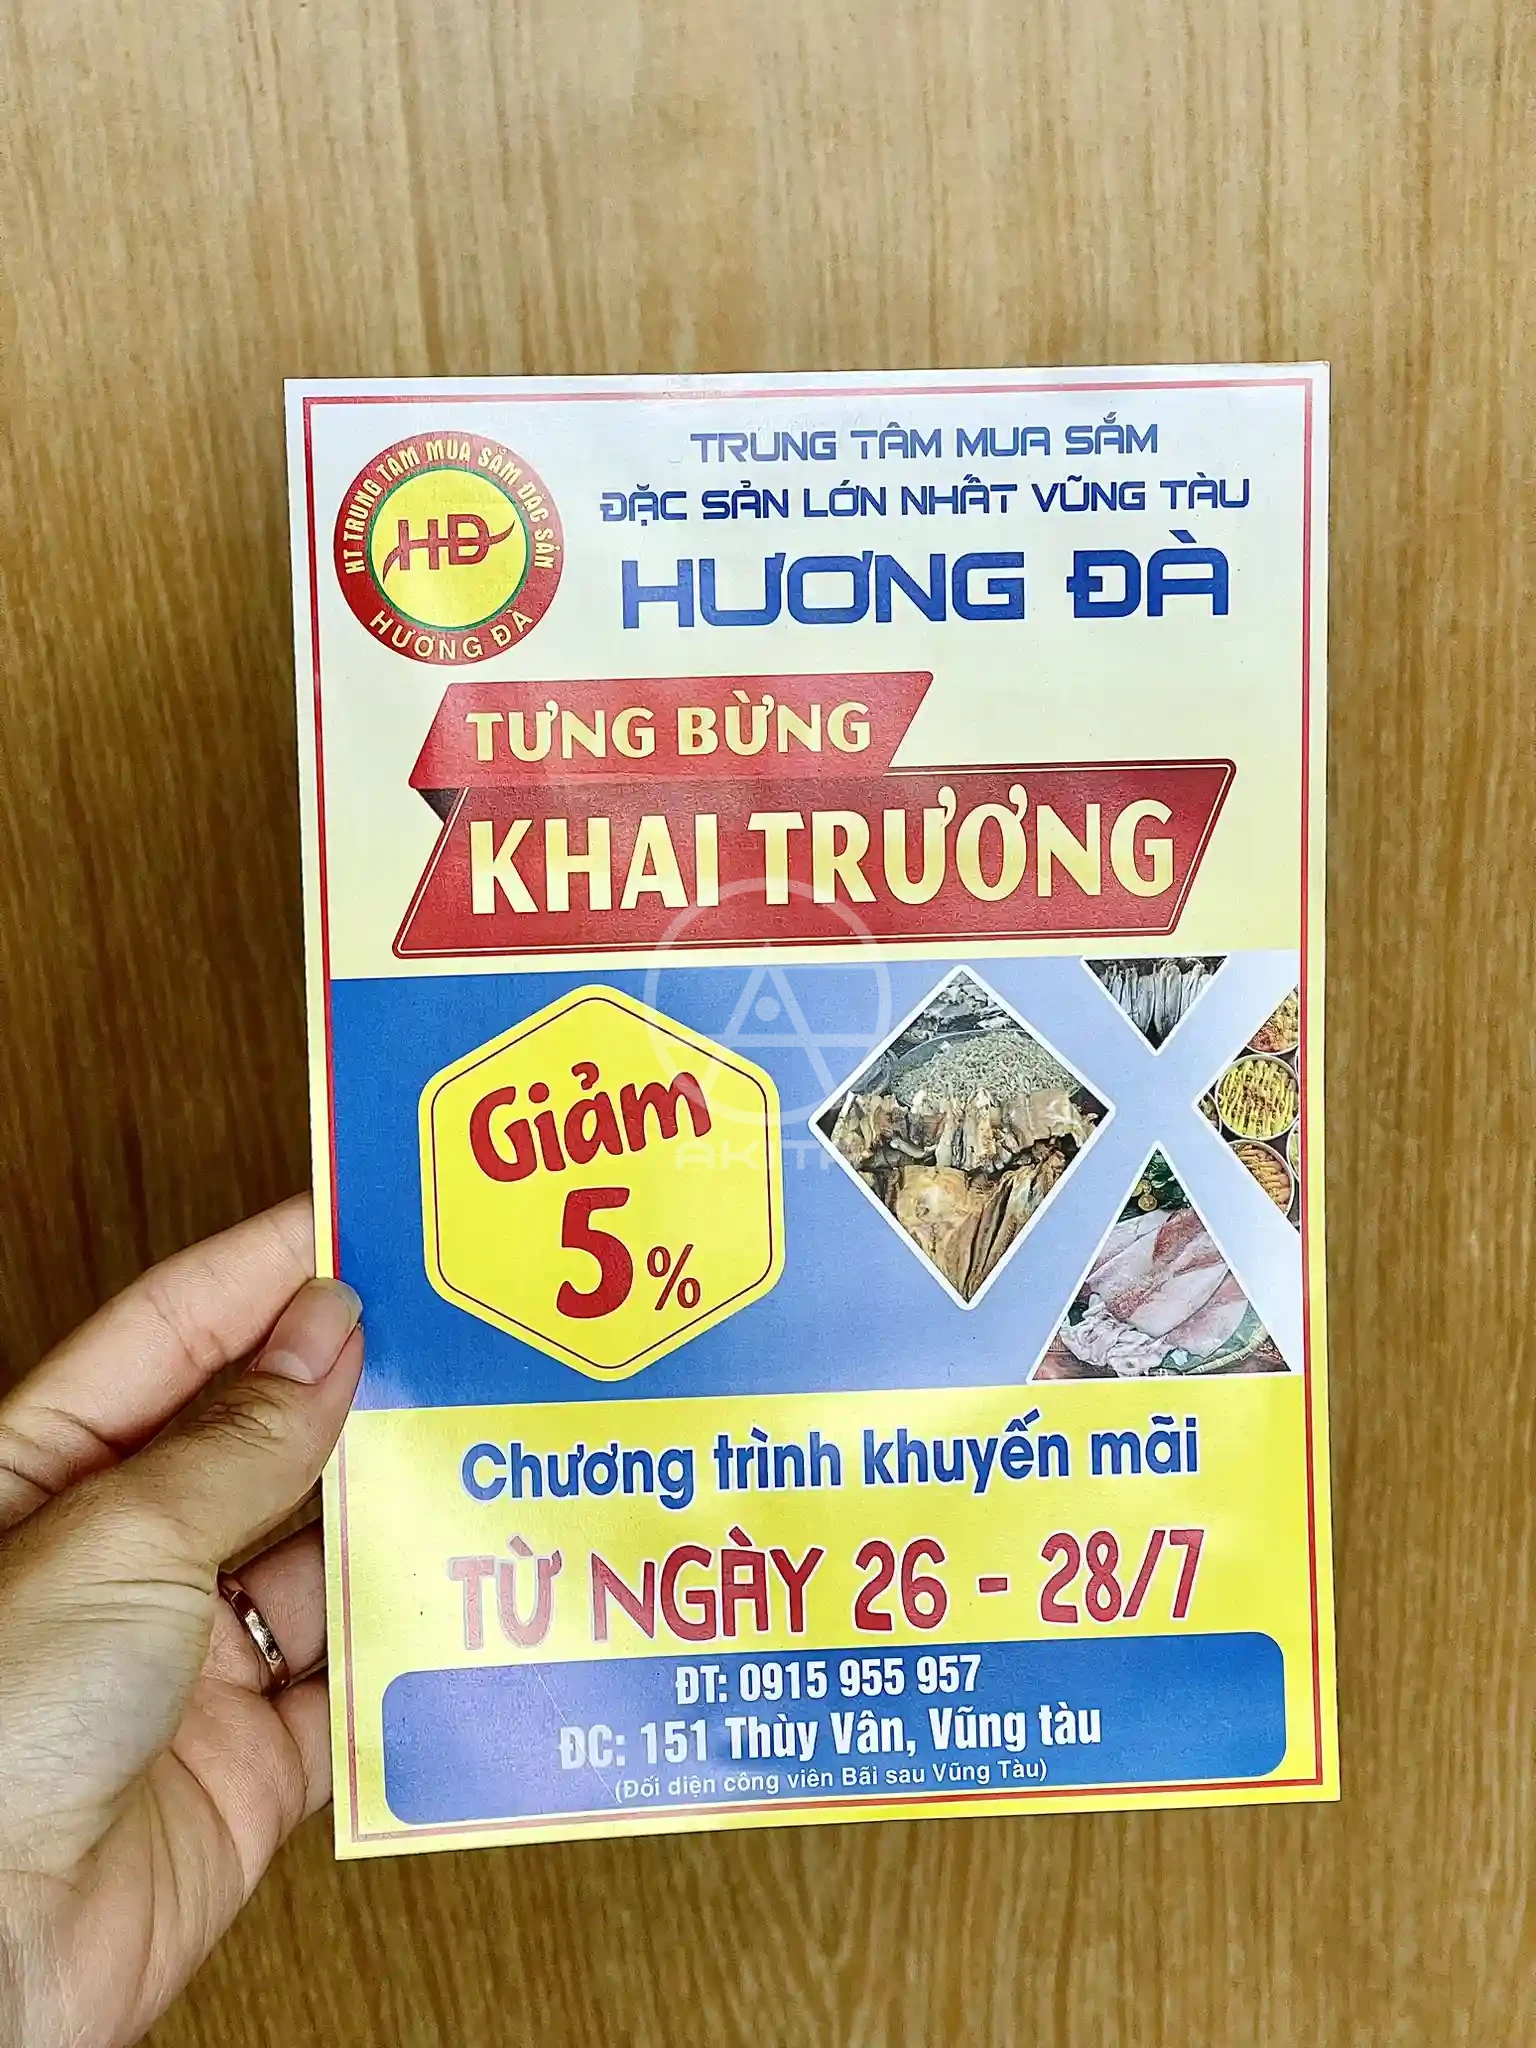 HT TRUNG TÂM MUA SẮM ĐẶC SẢN
HĐ
HƯƠNG ĐÀ
TRUNG TÂM MUA SẮM
ĐẶC SẢN LỚN NHẤT VŨNG TÀU
HƯƠNG ĐÀ
TƯNG BỪNG
KHAI TRƯƠNG
Giảm
5%
Chương trình khuyến mãi
TỪ NGÀY 26 - 28/7
ĐT: 0915 955 957
ĐC: 151 Thùy Vân, Vũng tàu
(Đối diện công viên Bãi sau Vũng Tàu)